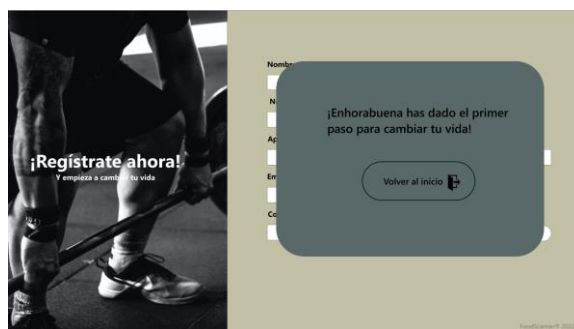 ¡Regístrate ahora!
Y empieza a cambiar tu vida
Nombre
¡Enhorabuena has dado el primer
paso para cambiar tu vida!
Volver al inicio